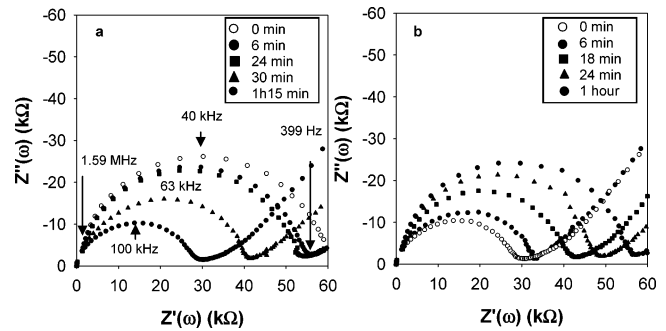 a
0 min
6 min
24 min
30 min
1h15 min
40 kHz
399 Hz
1.59 MHz
63 kHz
100 kHz
-60
-50
-40
-30
-20
-10
0
0 10 20 30 40 50 60
Z''(ω) (kΩ)
Z'(ω) (kΩ)
b
0 min
6 min
18 min
24 min
1 hour
-60
-50
-40
-30
-20
-10
0
0 10 20 30 40 50 60
Z''(ω) (kΩ)
Z'(ω) (kΩ)